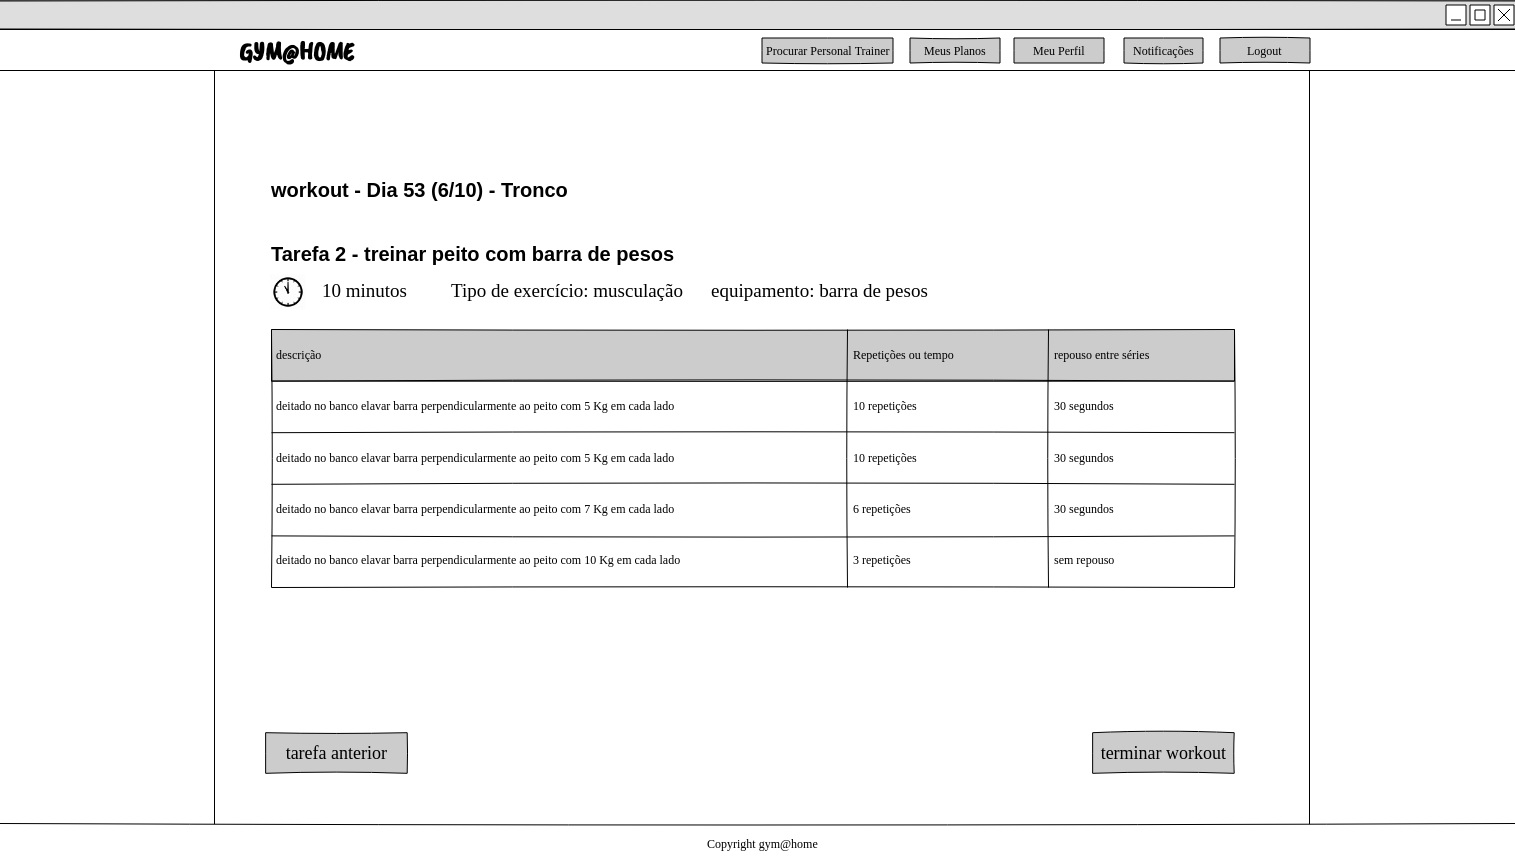 GYM@HOME
Procurar Personal Trainer
Meus Planos
Meu Perfil
Notificações
Logout
workout - Dia 53 (6/10) - Tronco
Tarefa 2 - treinar peito com barra de pesos
10 minutos
Tipo de exercício: musculação
equipamento: barra de pesos
descrição
Repetições ou tempo
repouso entre séries
deitado no banco elavar barra perpendicularmente ao peito com 5 Kg em cada lado
10 repetições
30 segundos
deitado no banco elavar barra perpendicularmente ao peito com 5 Kg em cada lado
10 repetições
30 segundos
deitado no banco elavar barra perpendicularmente ao peito com 7 Kg em cada lado
6 repetições
30 segundos
deitado no banco elavar barra perpendicularmente ao peito com 10 Kg em cada lado
3 repetições
sem repouso
tarefa anterior
terminar workout
Copyright gym@home